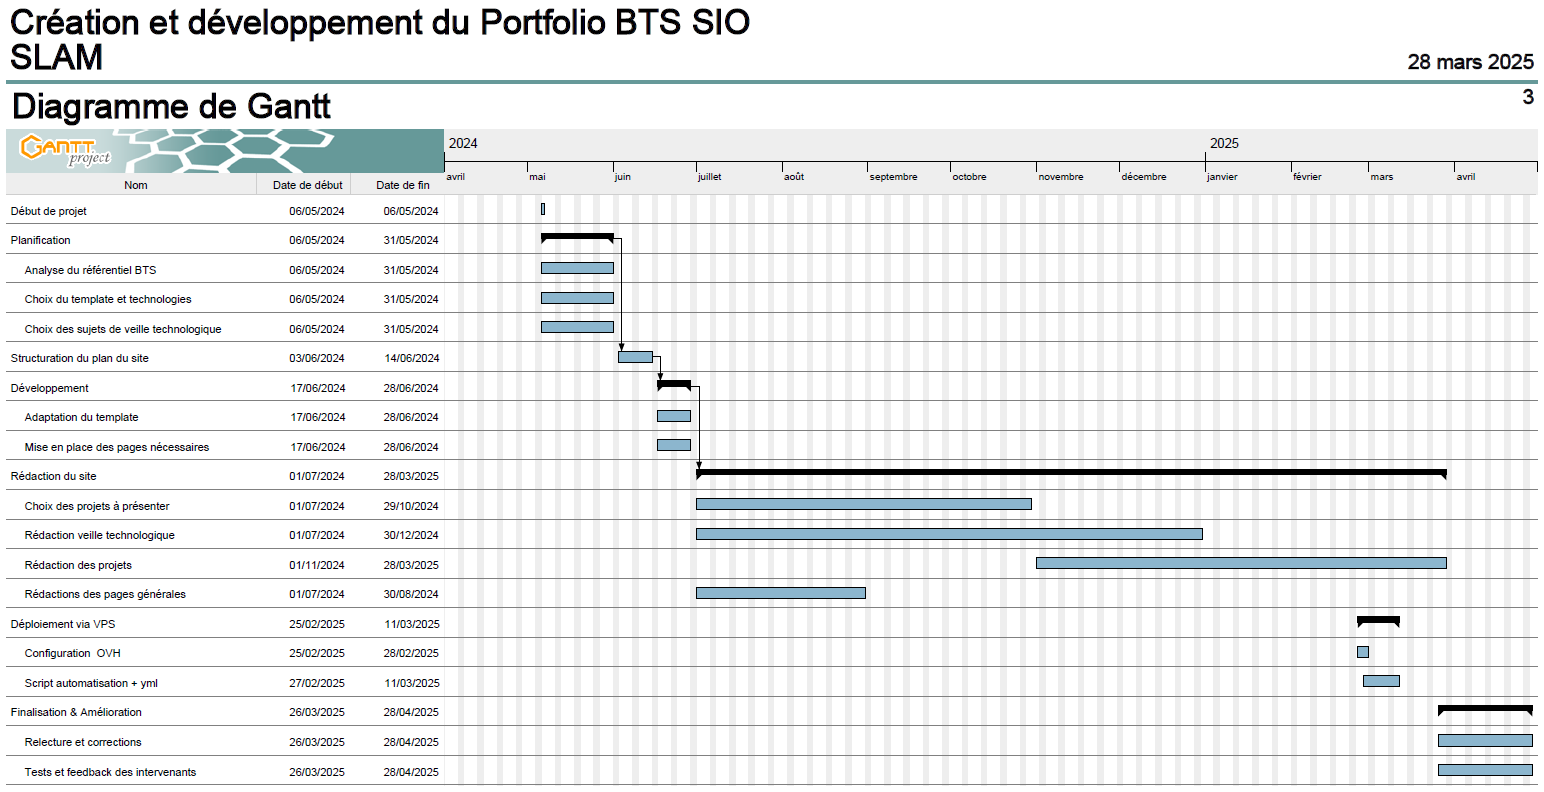 Création et développement du Portfolio BTS SIO
SLAM
28 mars 2025
Diagramme de Gantt
3
GANTT
project
2024 2025
avril mai juin juillet août septembre octobre novembre décembre janvier février mars avril
Nom Date de début Date de fin
Début de projet 06/05/2024 06/05/2024
Planification 06/05/2024 31/05/2024
Analyse du référentiel BTS 06/05/2024 31/05/2024
Choix du template et technologies 06/05/2024 31/05/2024
Choix des sujets de veille technologique 06/05/2024 31/05/2024
Structuration du plan du site 03/06/2024 14/06/2024
Développement 17/06/2024 28/06/2024
Adaptation du template 17/06/2024 28/06/2024
Mise en place des pages nécessaires 17/06/2024 28/06/2024
Rédaction du site 01/07/2024 28/03/2025
Choix des projets à présenter 01/07/2024 29/10/2024
Rédaction veille technologique 01/07/2024 30/12/2024
Rédaction des projets 01/11/2024 28/03/2025
Rédactions des pages générales 01/07/2024 30/08/2024
Déploiement via VPS 25/02/2025 11/03/2025
Configuration OVH 25/02/2025 28/02/2025
Script automatisation + yml 27/02/2025 11/03/2025
Finalisation & Amélioration 26/03/2025 28/04/2025
Relecture et corrections 26/03/2025 28/04/2025
Tests et feedback des intervenants 26/03/2025 28/04/2025